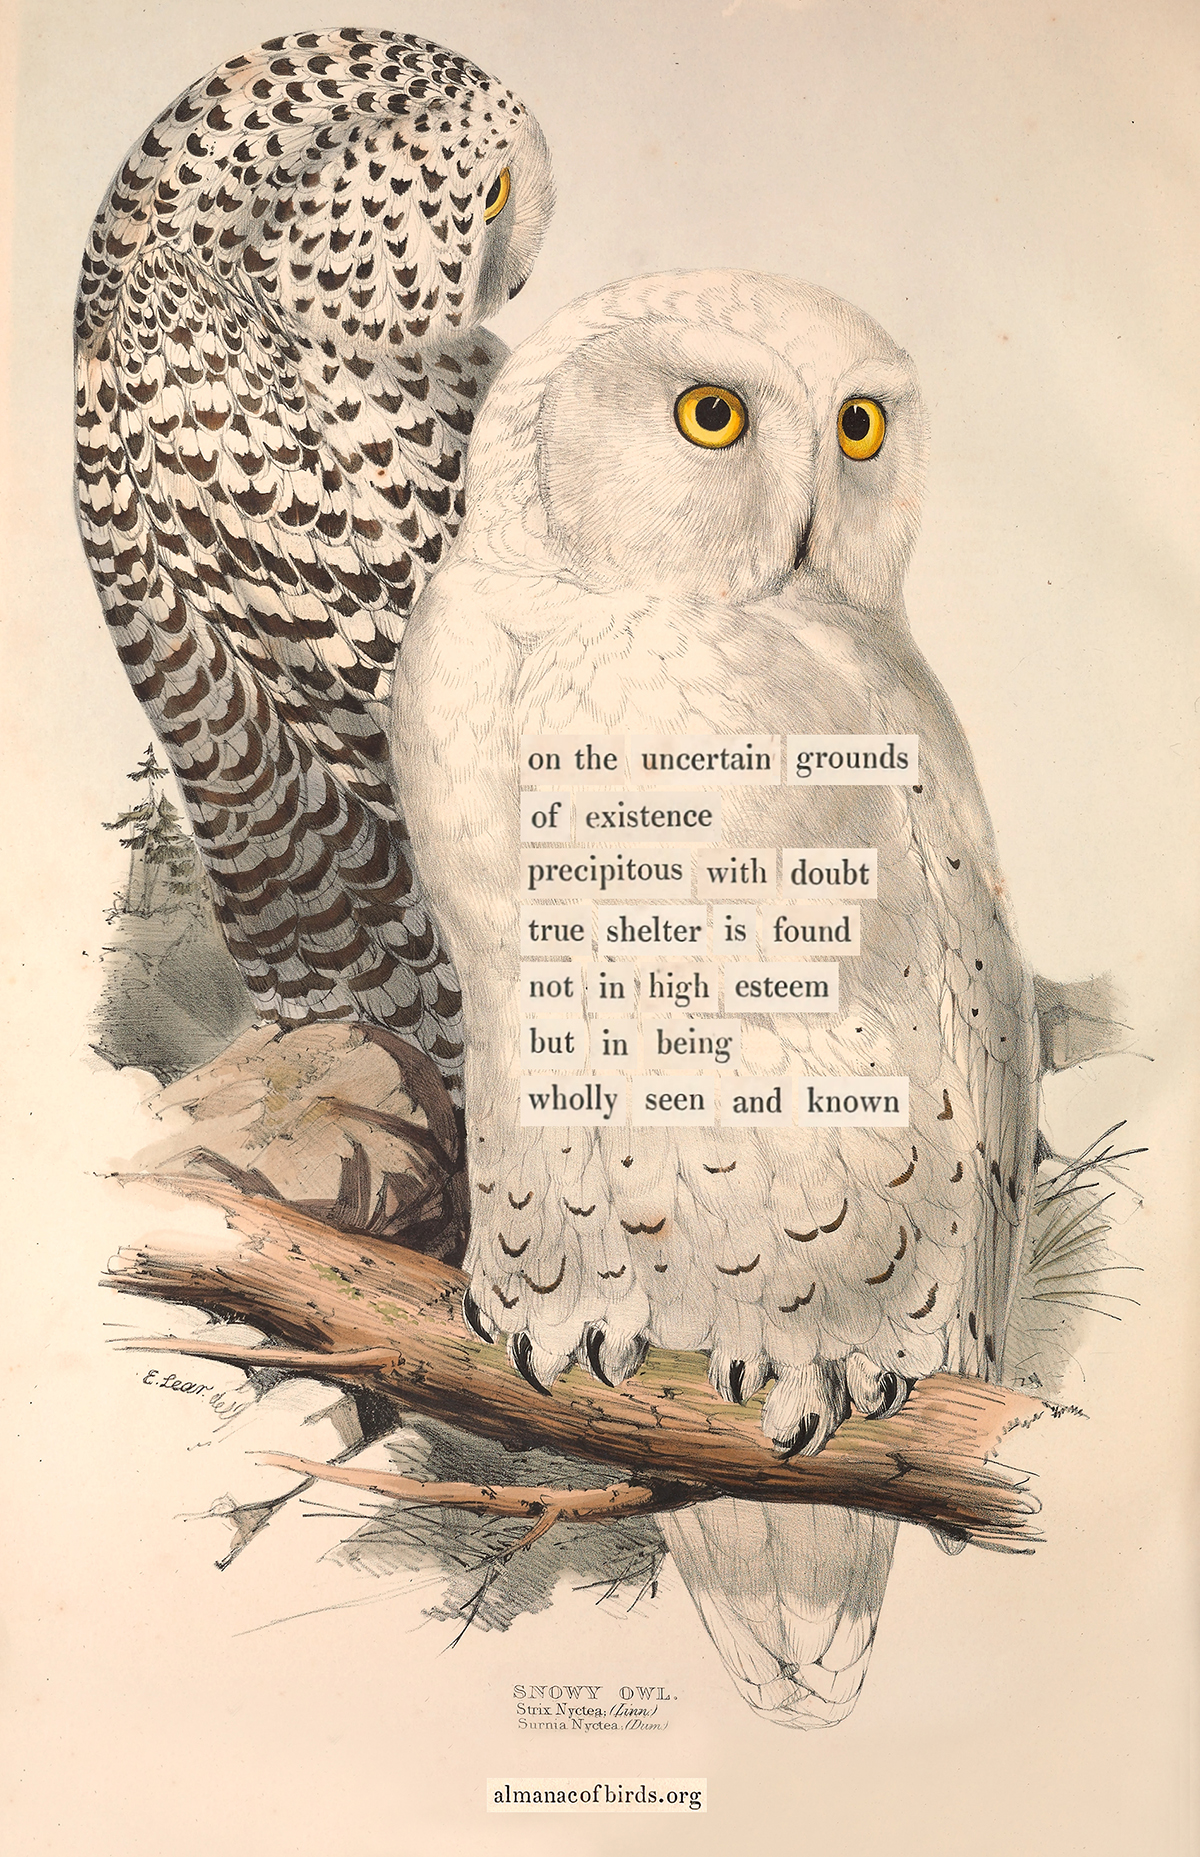 on the uncertain grounds
of existence
precipitous with doubt
true shelter is found
not in high esteem
but in being
wholly seen and known
E. Lear. del
SNOWY OWL.
Strix Nyctea; (Linn)
Surnia Nyctea. (Dum)
almanacofbirds.org